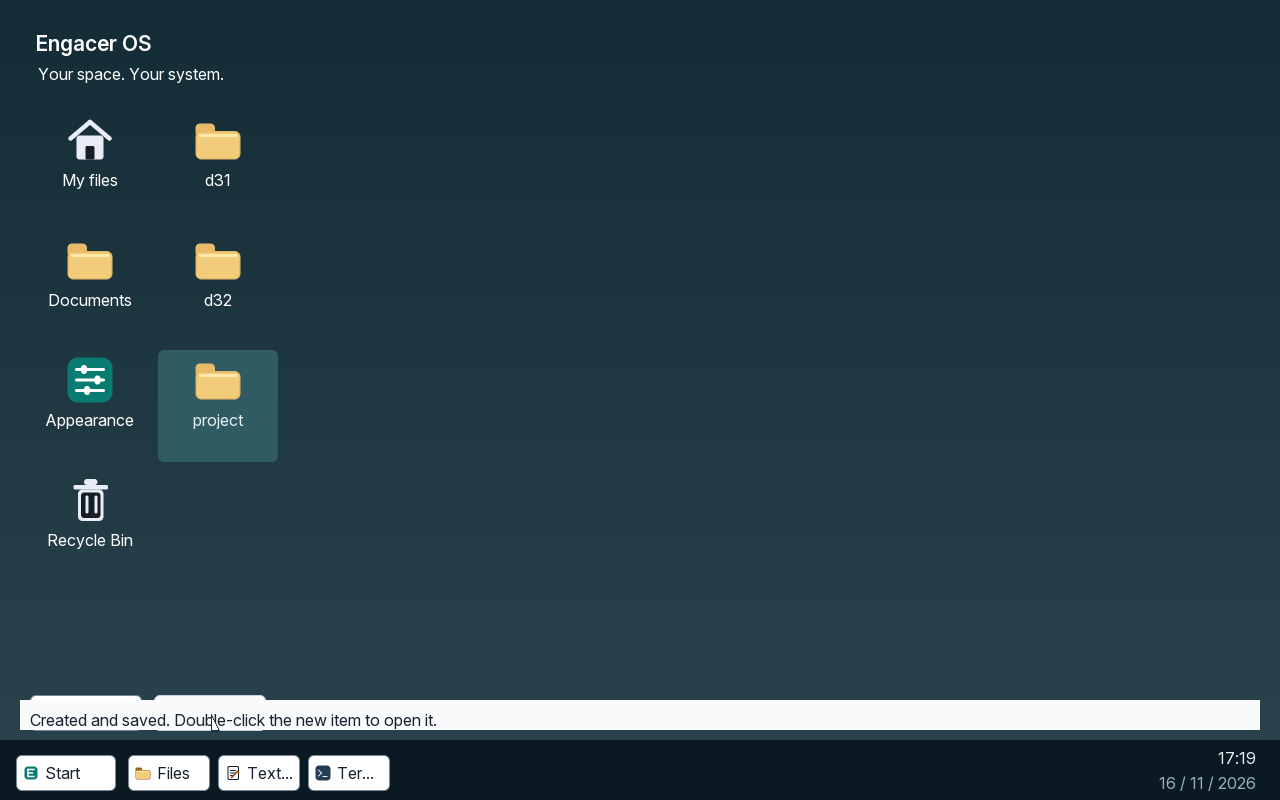 Engacer OS
Your space. Your system.
My files
d31
Documents
d32
Appearance
project
Recycle Bin
Created and saved. Double-click the new item to open it.
Start
Files
Text...
Ter...
17:19
16 / 11 / 2026